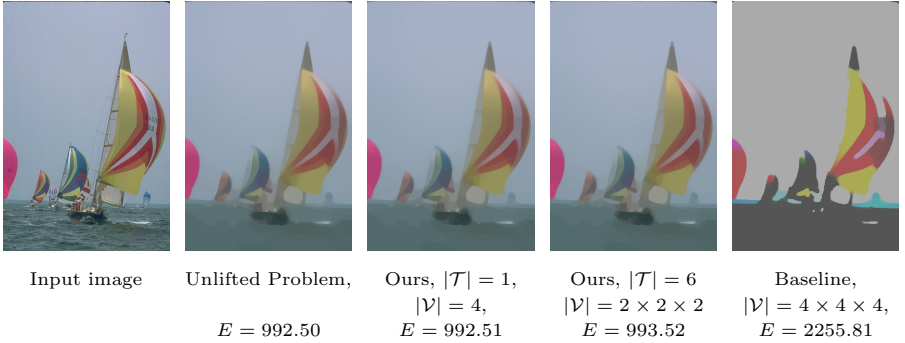 Input image
Unlifted Problem,
E = 992.50
Ours, |𝒯| = 1,
|𝒱| = 4,
E = 992.51
Ours, |𝒯| = 6
|𝒱| = 2 × 2 × 2
E = 993.52
Baseline,
|𝒱| = 4 × 4 × 4,
E = 2255.81